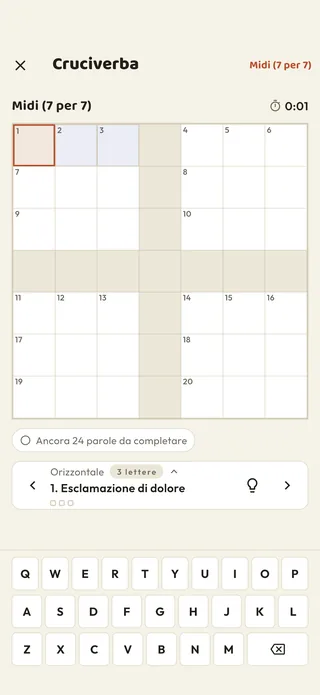 Cruciverba
Midi (7 per 7)
Midi (7 per 7)
0:01
1 2 3 4 5 6
7 8
9 10
11 12 13 14 15 16
17 18
19 20
Ancora 24 parole da completare
Orizzontale 3 lettere
1. Esclamazione di dolore
Q W E R T Y U I O P
A S D F G H J K L
Z X C V B N M